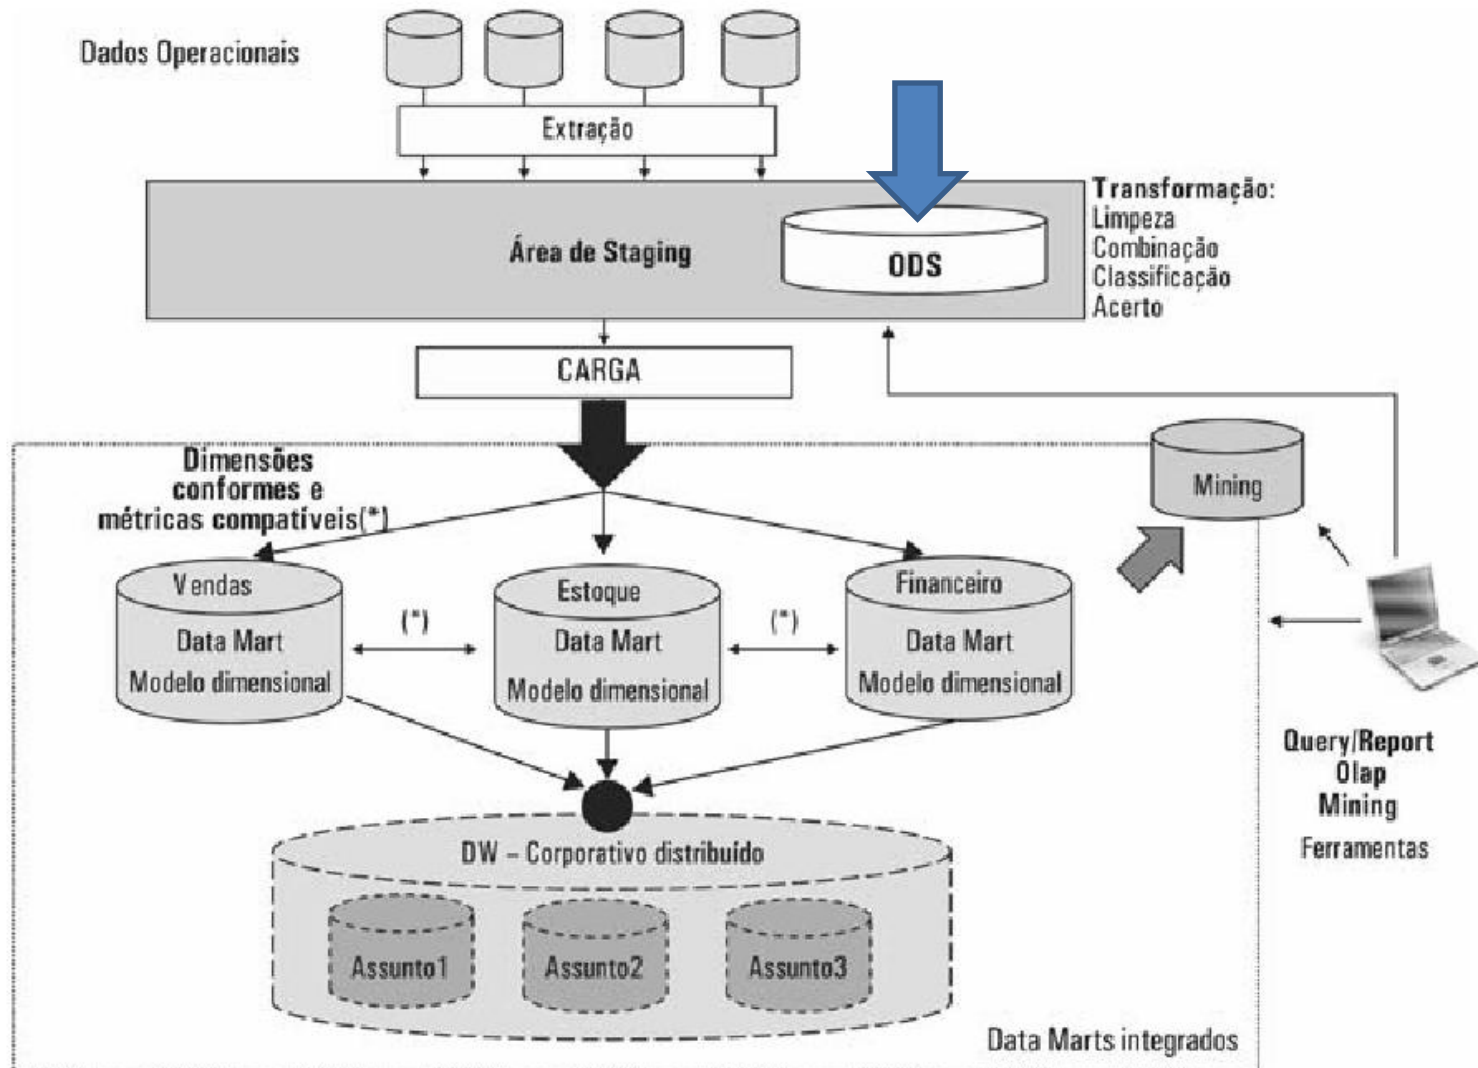 Dados Operacionais
Extração
Área de Staging
ODS
Transformação:
Limpeza
Combinação
Classificação
Acerto
CARGA
Dimensões
conformes e
métricas compatíveis(*)
Mining
Vendas
Data Mart
Modelo dimensional
(*)
Estoque
Data Mart
Modelo dimensional
(*)
Financeiro
Data Mart
Modelo dimensional
Query/Report
Olap
Mining
Ferramentas
DW – Corporativo distribuído
Assunto1
Assunto2
Assunto3
Data Marts integrados